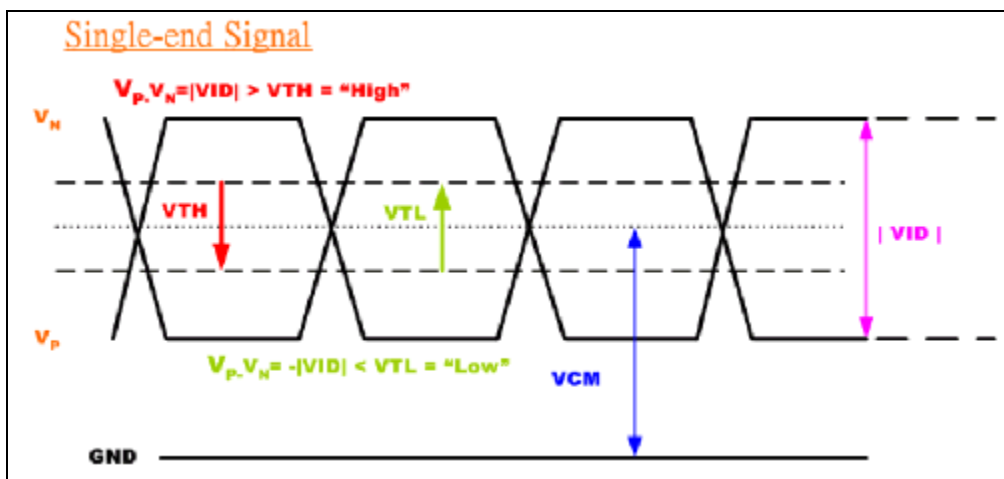 Single-end Signal
VP-VN=|VID| > VTH = “High”
VN
VTH
VTL
| VID |
VP
VP-VN= -|VID| < VTL = “Low”
VCM
GND